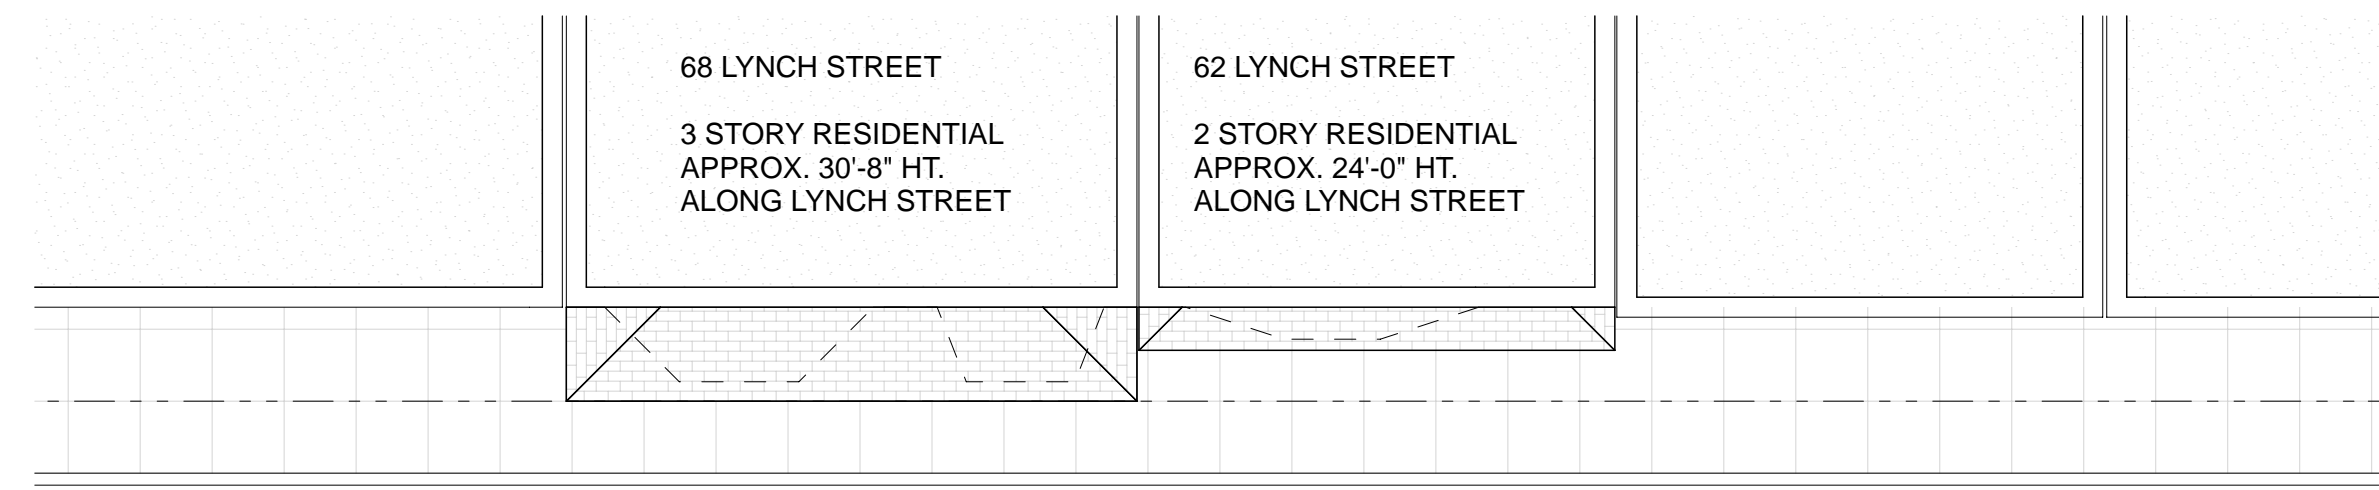 68 LYNCH STREET
3 STORY RESIDENTIAL
APPROX. 30'-8" HT.
ALONG LYNCH STREET
62 LYNCH STREET
2 STORY RESIDENTIAL
APPROX. 24'-0" HT.
ALONG LYNCH STREET